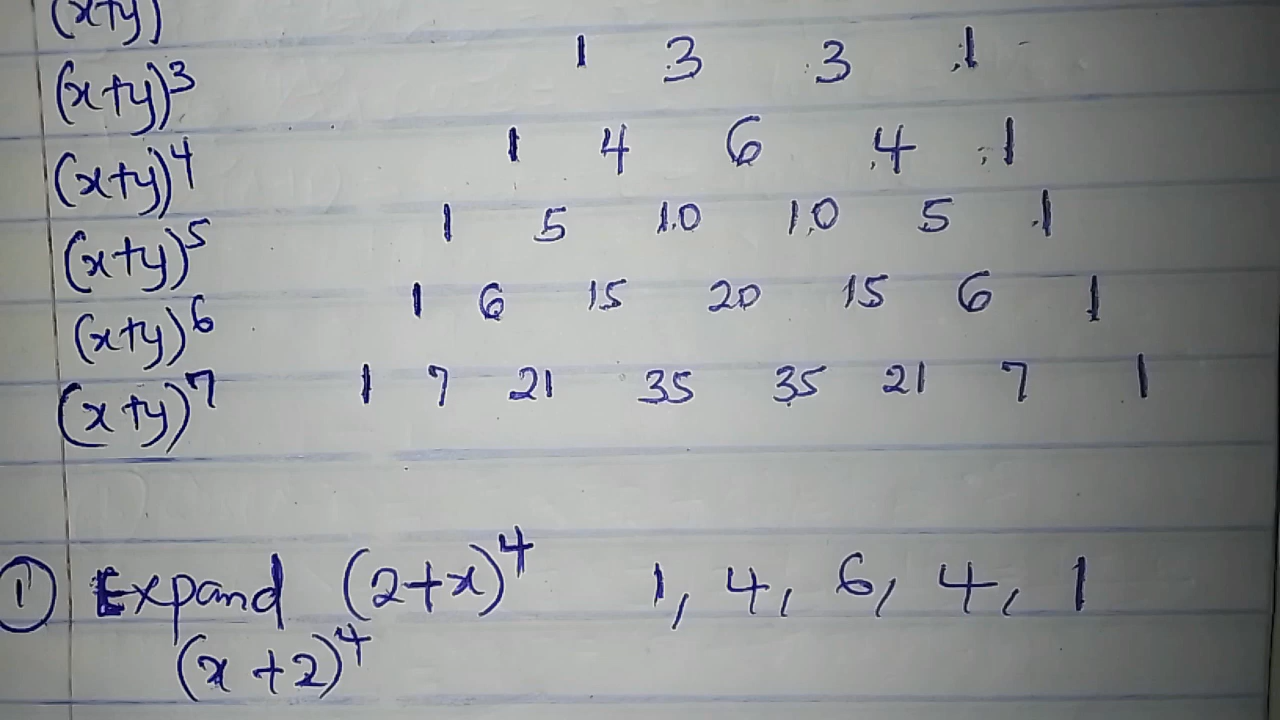 (x+y)
(x+y)³ 1 3 3 1
(x+y)⁴ 1 4 6 4 1
(x+y)⁵ 1 5 10 10 5 1
(x+y)⁶ 1 6 15 20 15 6 1
(x+y)⁷ 1 7 21 35 35 21 7 1
① Expand (2+x)⁴ 1, 4, 6, 4, 1
(x+2)⁴